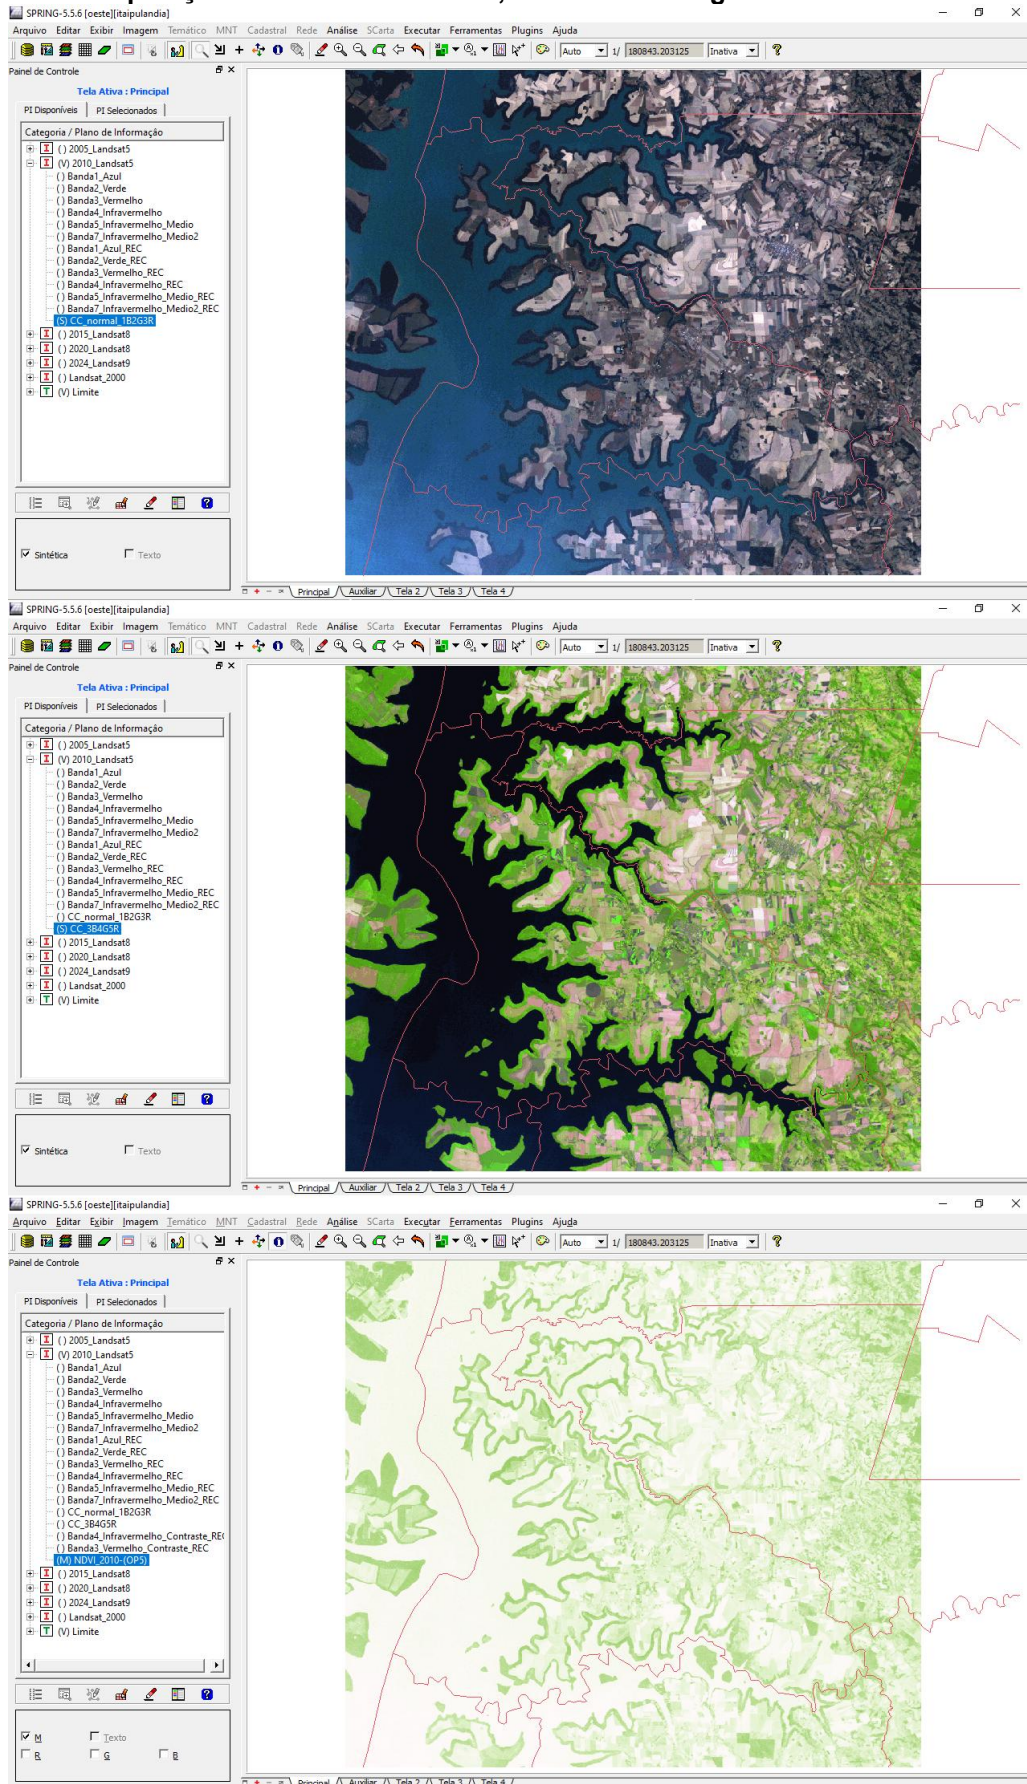 SPRING-5.5.6 [oeste][itaipulandia]
Arquivo Editar Exibir Imagem Temático MNT Cadastral Rede Análise SCarta Executar Ferramentas Plugins Ajuda
Auto 1/ 180843.203125 Inativa
Painel de Controle
Tela Ativa : Principal
PI Disponíveis PI Selecionados
Categoria / Plano de Informação
( ) 2005_Landsat5
(V) 2010_Landsat5
( ) Banda1_Azul
( ) Banda2_Verde
( ) Banda3_Vermelho
( ) Banda4_Infravermelho
( ) Banda5_Infravermelho_Medio
( ) Banda7_Infravermelho_Medio2
( ) Banda1_Azul_REC
( ) Banda2_Verde_REC
( ) Banda3_Vermelho_REC
( ) Banda4_Infravermelho_REC
( ) Banda5_Infravermelho_Medio_REC
( ) Banda7_Infravermelho_Medio2_REC
(S) CC_normal_1B2G3R
( ) 2015_Landsat8
( ) 2020_Landsat8
( ) 2024_Landsat9
( ) Landsat_2000
(V) Limite
Sintética Texto
Principal Auxiliar Tela 2 Tela 3 Tela 4
SPRING-5.5.6 [oeste][itaipulandia]
Arquivo Editar Exibir Imagem Temático MNT Cadastral Rede Análise SCarta Executar Ferramentas Plugins Ajuda
Auto 1/ 180843.203125 Inativa
Painel de Controle
Tela Ativa : Principal
PI Disponíveis PI Selecionados
Categoria / Plano de Informação
( ) 2005_Landsat5
(V) 2010_Landsat5
( ) Banda1_Azul
( ) Banda2_Verde
( ) Banda3_Vermelho
( ) Banda4_Infravermelho
( ) Banda5_Infravermelho_Medio
( ) Banda7_Infravermelho_Medio2
( ) Banda1_Azul_REC
( ) Banda2_Verde_REC
( ) Banda3_Vermelho_REC
( ) Banda4_Infravermelho_REC
( ) Banda5_Infravermelho_Medio_REC
( ) Banda7_Infravermelho_Medio2_REC
( ) CC_normal_1B2G3R
(S) CC_3B4G5R
( ) 2015_Landsat8
( ) 2020_Landsat8
( ) 2024_Landsat9
( ) Landsat_2000
(V) Limite
Sintética Texto
Principal Auxiliar Tela 2 Tela 3 Tela 4
SPRING-5.5.6 [oeste][itaipulandia]
Arquivo Editar Exibir Imagem Temático MNT Cadastral Rede Análise SCarta Executar Ferramentas Plugins Ajuda
Auto 1/ 180843.203125 Inativa
Painel de Controle
Tela Ativa : Principal
PI Disponíveis PI Selecionados
Categoria / Plano de Informação
( ) 2005_Landsat5
(V) 2010_Landsat5
( ) Banda1_Azul
( ) Banda2_Verde
( ) Banda3_Vermelho
( ) Banda4_Infravermelho
( ) Banda5_Infravermelho_Medio
( ) Banda7_Infravermelho_Medio2
( ) Banda1_Azul_REC
( ) Banda2_Verde_REC
( ) Banda3_Vermelho_REC
( ) Banda4_Infravermelho_REC
( ) Banda5_Infravermelho_Medio_REC
( ) Banda7_Infravermelho_Medio2_REC
( ) CC_normal_1B2G3R
( ) CC_3B4G5R
( ) Banda4_Infravermelho_Contraste_RE
( ) Banda3_Vermelho_Contraste_REC
(M) NDVI_2010-(OP5)
( ) 2015_Landsat8
( ) 2020_Landsat8
( ) 2024_Landsat9
( ) Landsat_2000
(V) Limite
M Texto
R G B
Principal Auxiliar Tela 2 Tela 3 Tela 4